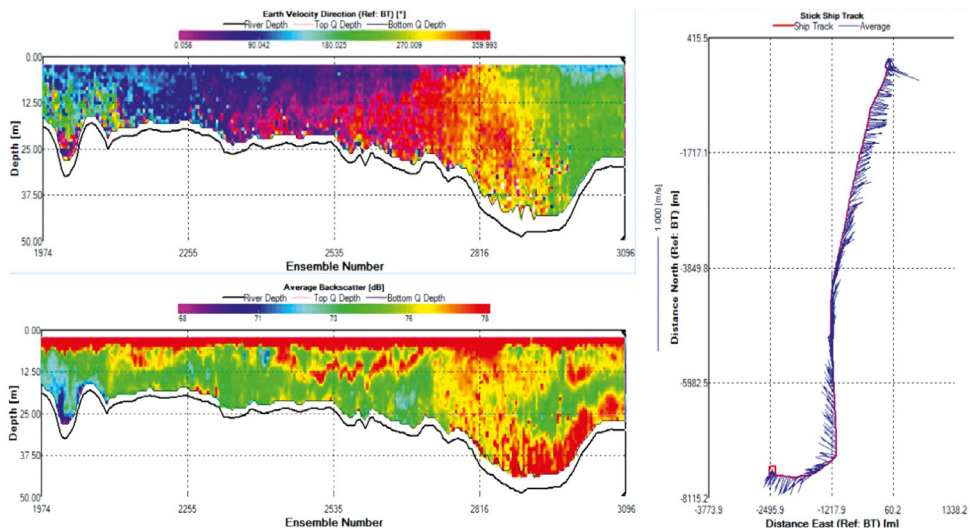 Earth Velocity Direction (Ref: BT) [°]
River Depth Top Q Depth Bottom Q Depth
0.058 90.042 180.025 270.009 359.993
0.00
12.50
25.00
37.50
50.00
Depth [m]
1974 2255 2535 2816 3096
Ensemble Number
Average Backscatter [dB]
River Depth Top Q Depth Bottom Q Depth
68 71 73 76 78
0.00
12.50
25.00
37.50
50.00
Depth [m]
1974 2255 2535 2816 3096
Ensemble Number
Stick Ship Track
Ship Track Average
415.5
-1717.1
-3849.8
-5982.5
-8115.2
1.000 [m/s]
Distance North (Ref: BT) [m]
-3773.9 -2495.9 -1217.9 60.2 1338.2
Distance East (Ref: BT) [m]